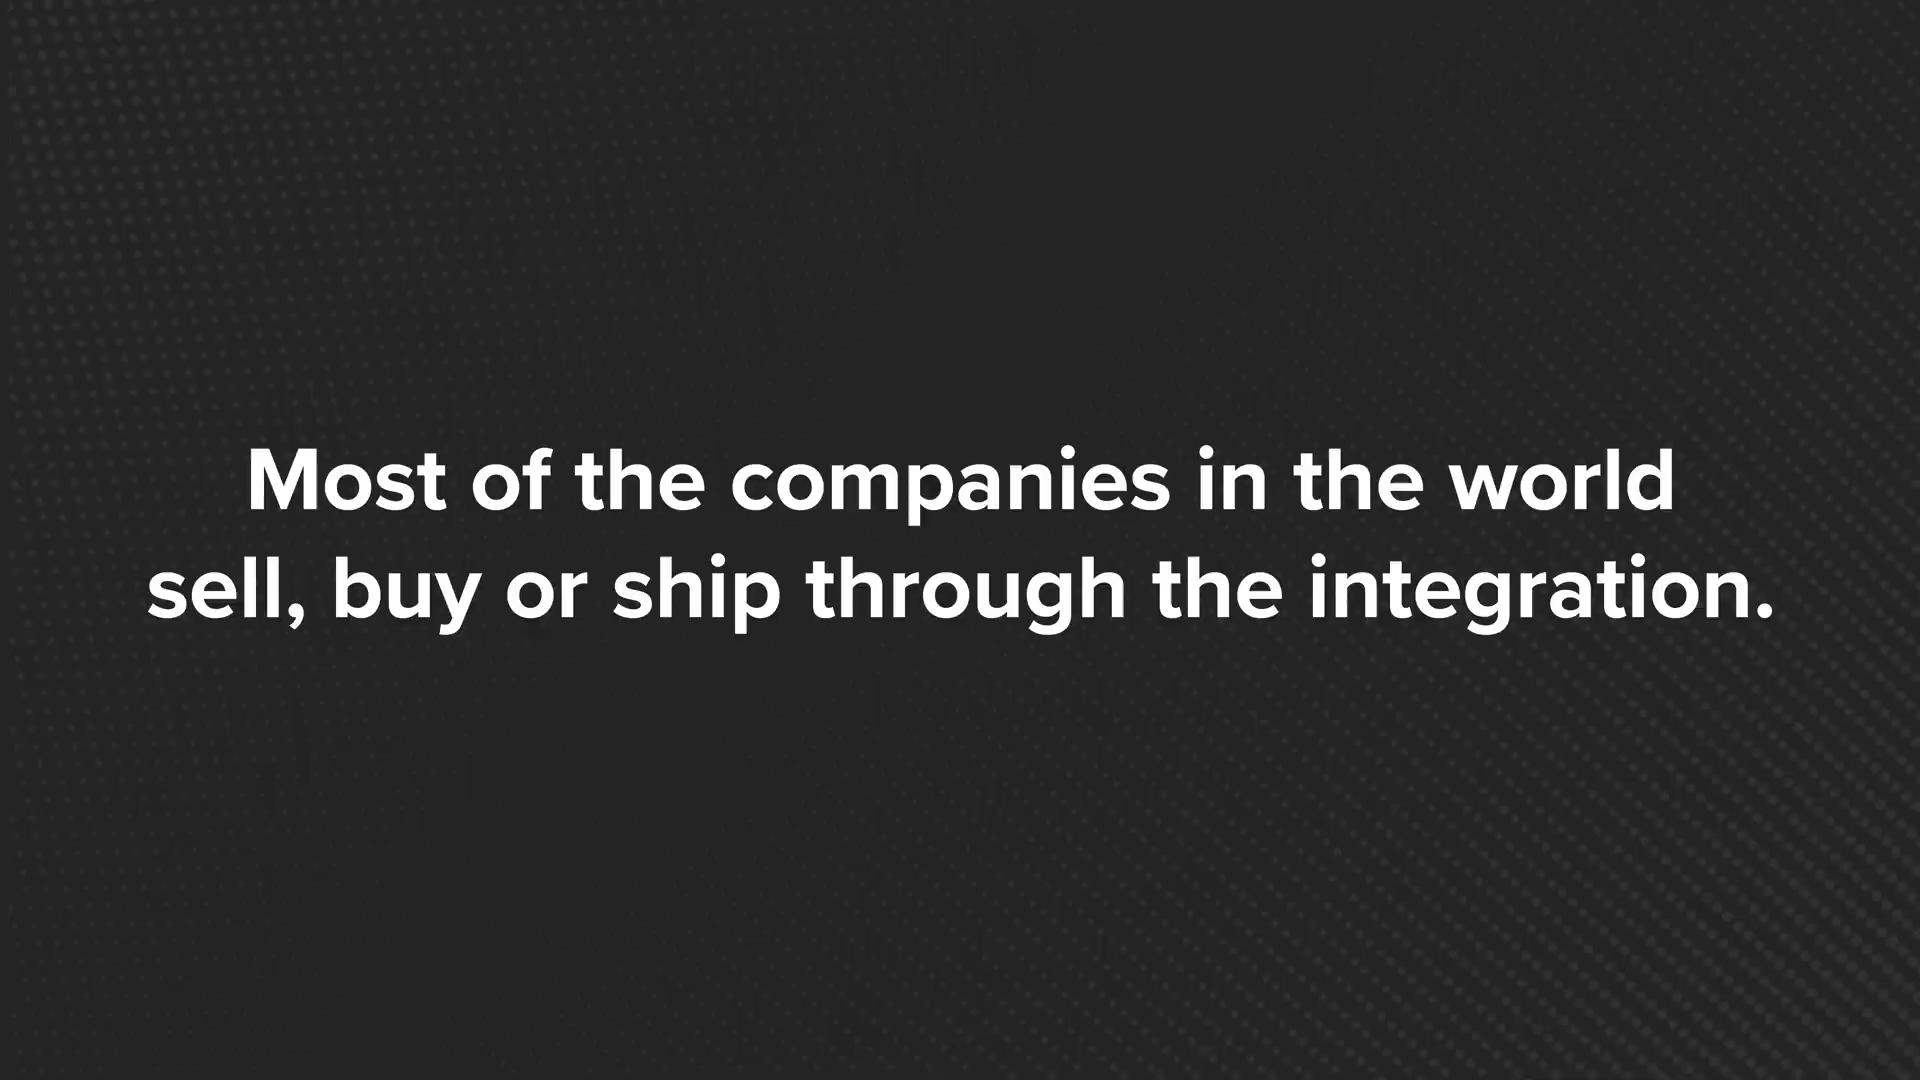 Most of the companies in the world
sell, buy or ship through the integration.